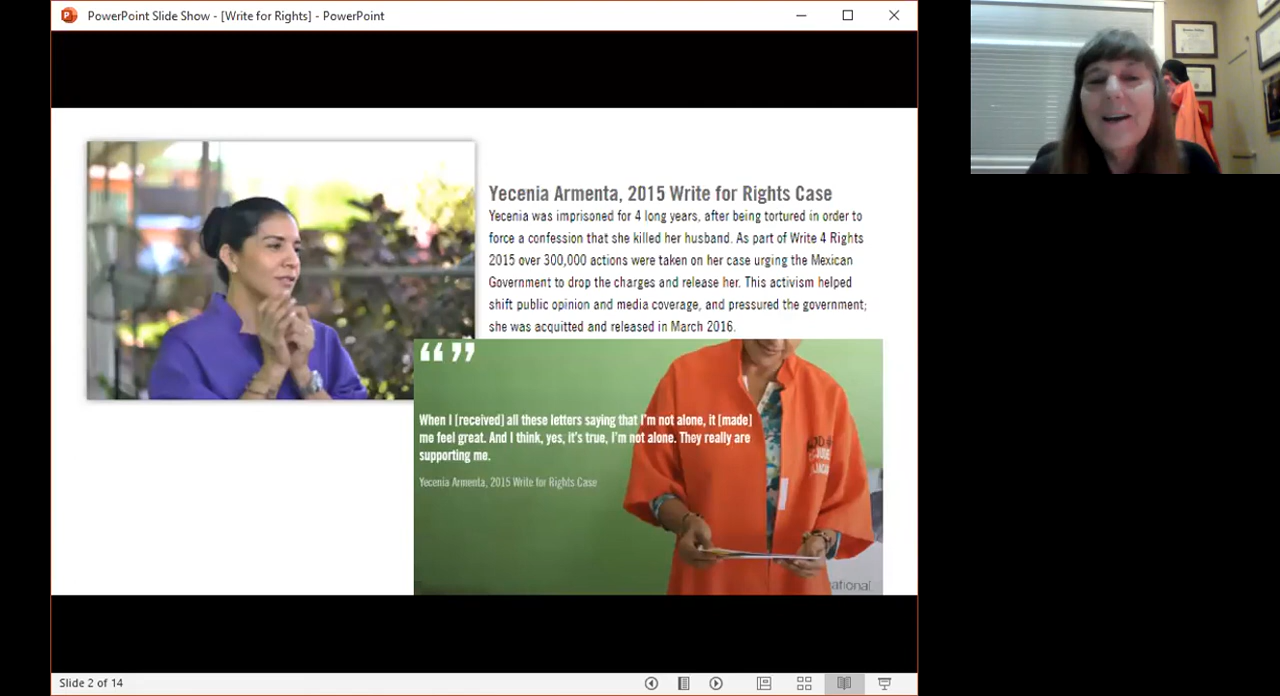 PowerPoint Slide Show - [Write for Rights] - PowerPoint
Yecenia Armenta, 2015 Write for Rights Case
Yecenia was imprisoned for 4 long years, after being tortured in order to
force a confession that she killed her husband. As part of Write 4 Rights
2015 over 300,000 actions were taken on her case urging the Mexican
Government to drop the charges and release her. This activism helped
shift public opinion and media coverage, and pressured the government;
she was acquitted and released in March 2016.
“ ”
When I [received] all these letters saying that I'm not alone, it [made]
me feel great. And I think, yes, it's true, I'm not alone. They really are
supporting me.
Yecenia Armenta, 2015 Write for Rights Case
national
Slide 2 of 14